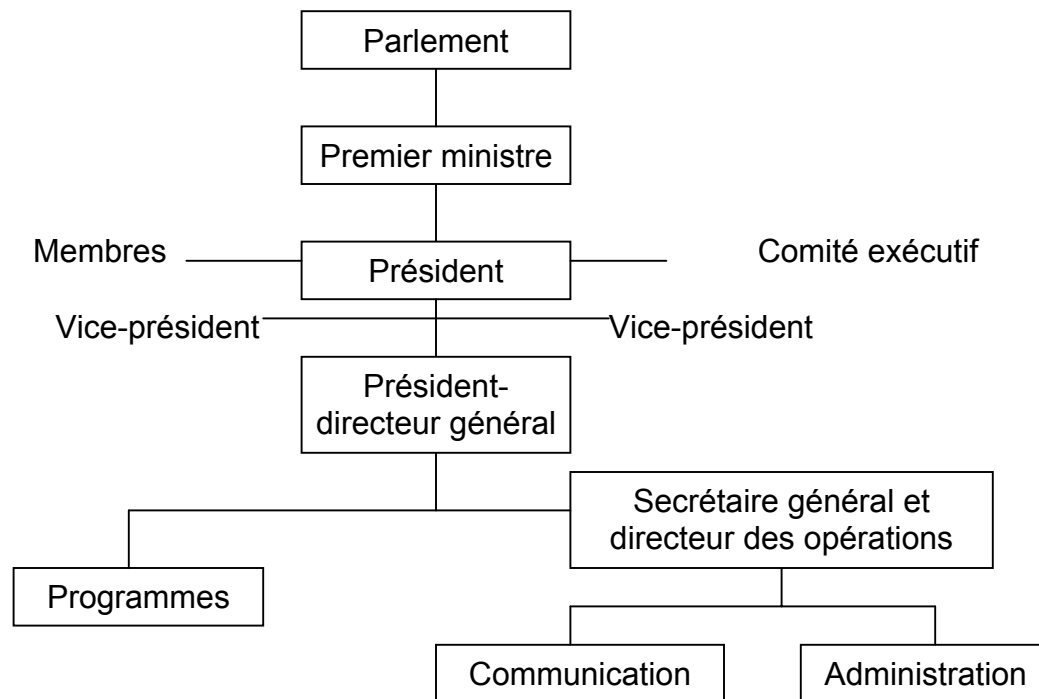 Parlement
Premier ministre
Membres
Président
Comité exécutif
Vice-président
Vice-président
Président-
directeur général
Secrétaire général et
directeur des opérations
Programmes
Communication
Administration